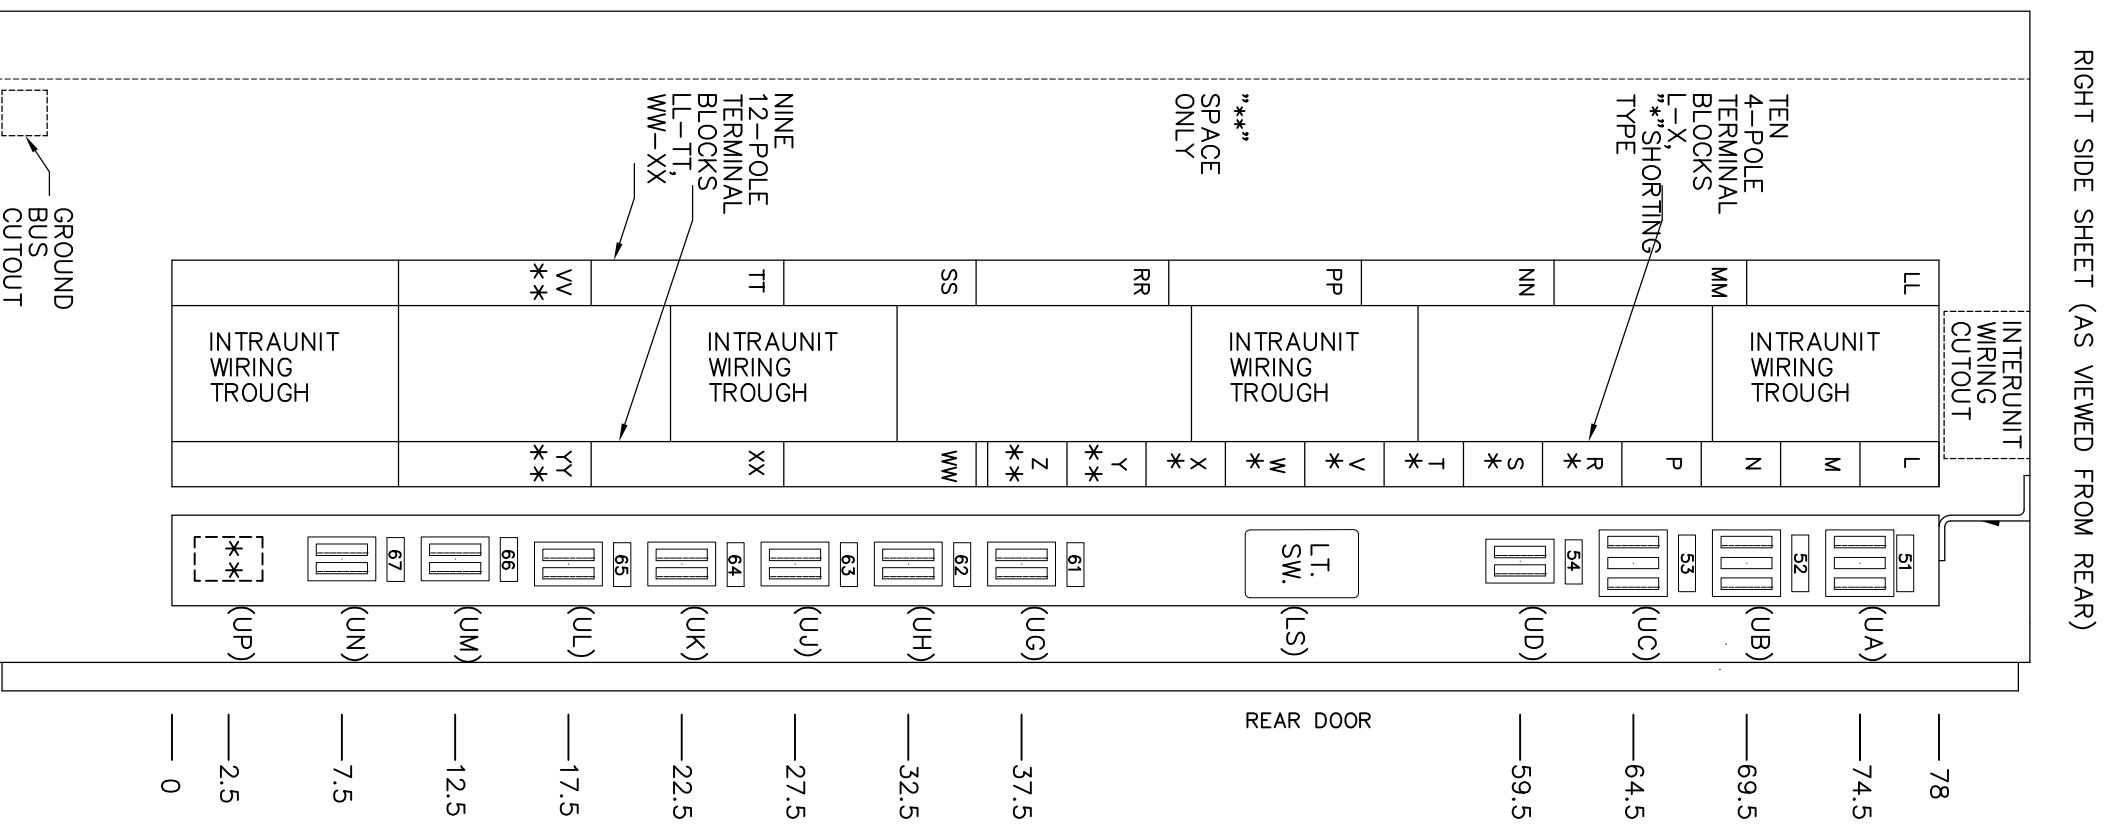 RIGHT SIDE SHEET (AS VIEWED FROM REAR)
TEN
4-POLE
TERMINAL
BLOCKS
L-X,
"*"SHORTING
TYPE
"**"
SPACE
ONLY
NINE
12-POLE
TERMINAL
BLOCKS
LL-TT,
WW-XX
GROUND
BUS
CUTOUT
INTERUNIT
WIRING
CUTOUT
LL
MM
NN
PP
RR
SS
TT
VV
**
INTRAUNIT
WIRING
TROUGH
INTRAUNIT
WIRING
TROUGH
INTRAUNIT
WIRING
TROUGH
INTRAUNIT
WIRING
TROUGH
L
M
N
P
R
*
S
*
T
*
V
*
W
*
X
*
Y
**
Z
**
WW
XX
YY
**
51
52
53
54
LT.
SW.
61
62
63
64
65
66
67
**
(UA)
(UB)
(UC)
(UD)
(LS)
(UG)
(UH)
(UJ)
(UK)
(UL)
(UM)
(UN)
(UP)
REAR DOOR
78
74.5
69.5
64.5
59.5
37.5
32.5
27.5
22.5
17.5
12.5
7.5
2.5
0